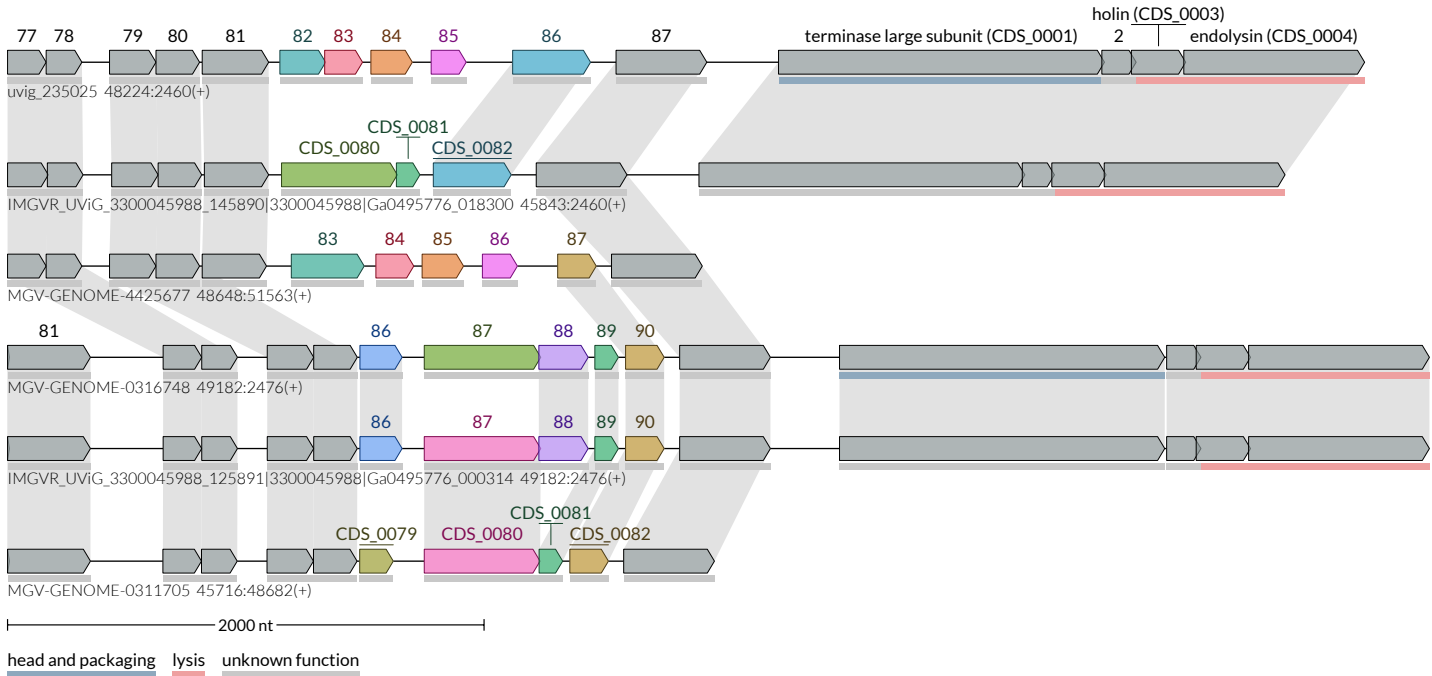 holin (CDS_0003)
77 78 79 80 81 82 83 84 85 86 87 terminase large subunit (CDS_0001) 2 endolysin (CDS_0004)
uvig_235025 48224:2460(+)
CDS_0081
CDS_0080 CDS_0082
IMGVR_UViG_3300045988_145890|3300045988|Ga0495776_018300 45843:2460(+)
83 84 85 86 87
MGV-GENOME-4425677 48648:51563(+)
81 86 87 88 89 90
MGV-GENOME-0316748 49182:2476(+)
86 87 88 89 90
IMGVR_UViG_3300045988_125891|3300045988|Ga0495776_000314 49182:2476(+)
CDS_0081
CDS_0079 CDS_0080 CDS_0082
MGV-GENOME-0311705 45716:48682(+)
2000 nt
head and packaging lysis unknown function